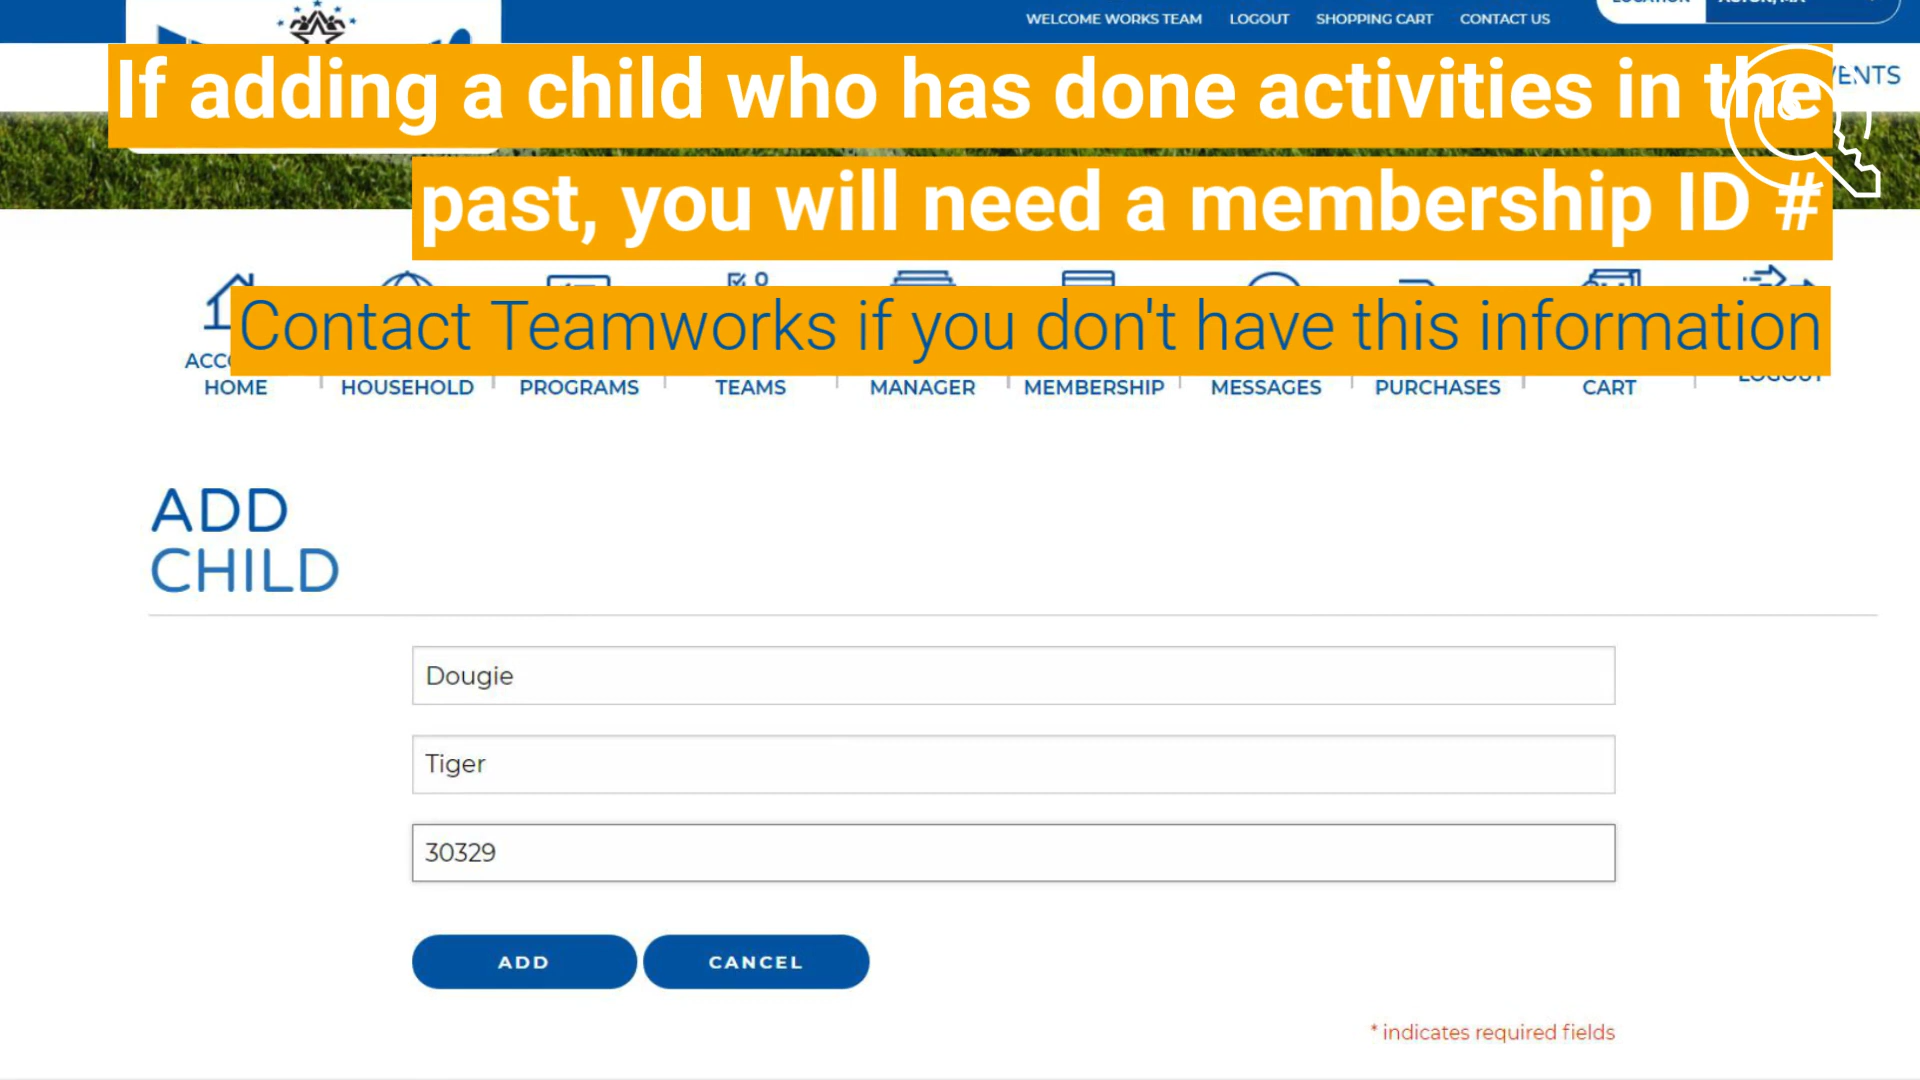 WELCOME WORKS TEAM LOGOUT SHOPPING CART CONTACT US
If adding a child who has done activities in the
past, you will need a membership ID #
Contact Teamworks if you don't have this information
HOME HOUSEHOLD PROGRAMS TEAMS MANAGER MEMBERSHIP MESSAGES PURCHASES CART LOGOUT
ADD
CHILD
Dougie
Tiger
30329
ADD CANCEL
* indicates required fields